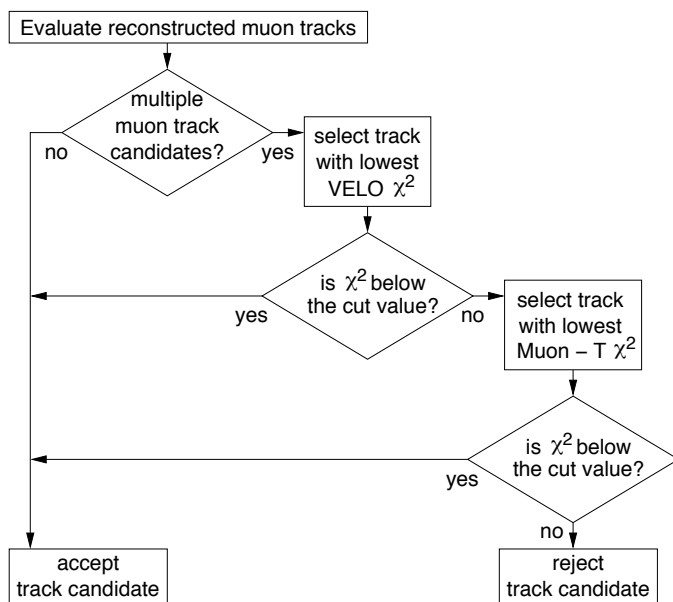 Evaluate reconstructed muon tracks
multiple
muon track
candidates?
no
yes
select track
with lowest
VELO χ²
is χ² below
the cut value?
yes
no
select track
with lowest
Muon – T χ²
is χ² below
the cut value?
yes
no
accept
track candidate
reject
track candidate